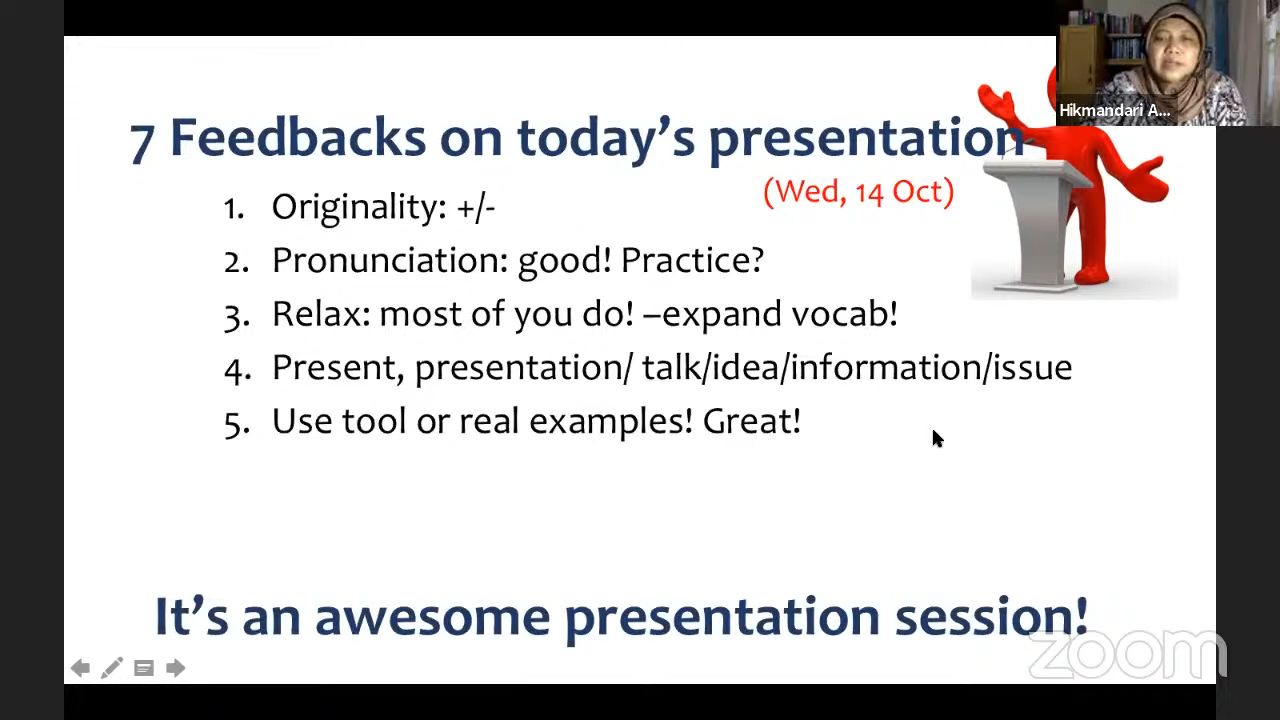 Hikmandari A...
7 Feedbacks on today's presentation
(Wed, 14 Oct)
1. Originality: +/-
2. Pronunciation: good! Practice?
3. Relax: most of you do! –expand vocab!
4. Present, presentation/ talk/idea/information/issue
5. Use tool or real examples! Great!
It's an awesome presentation session!
zoom